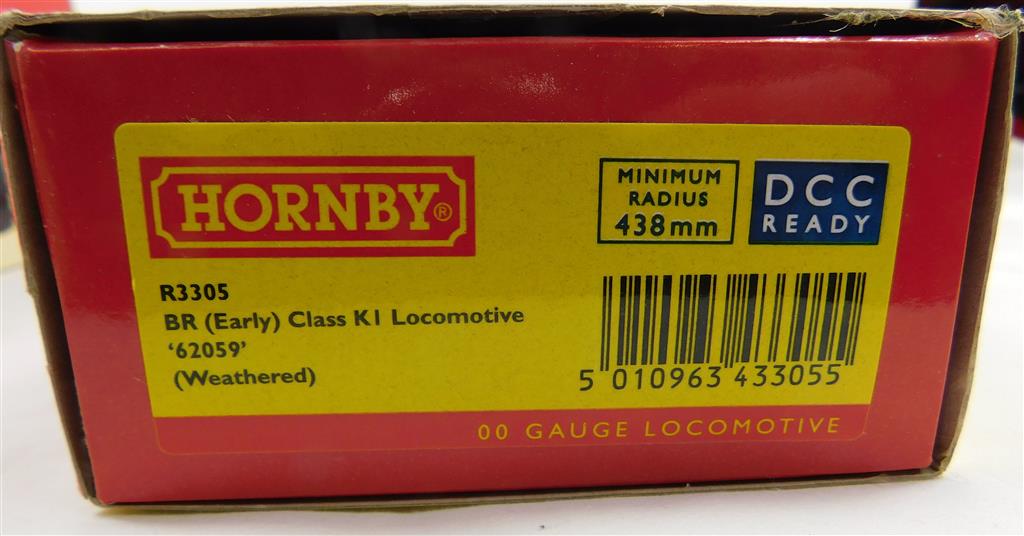 HORNBY®
MINIMUM
RADIUS
438mm
DCC
READY
R3305
BR (Early) Class K1 Locomotive
‘62059’
(Weathered)
5 010963 433055
00 GAUGE LOCOMOTIVE